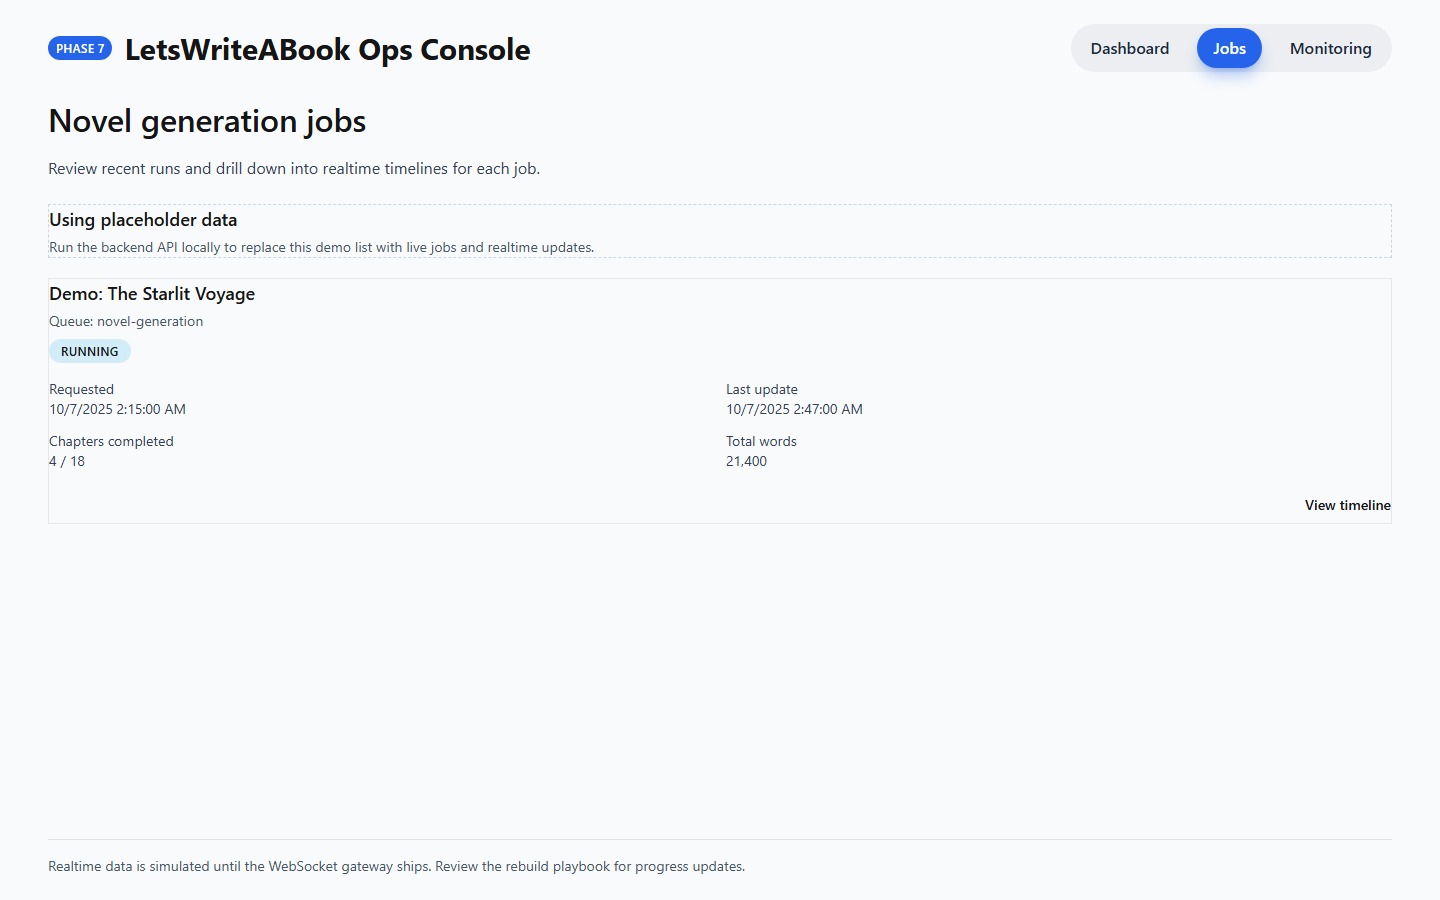 PHASE 7
LetsWriteABook Ops Console
Dashboard
Jobs
Monitoring
Novel generation jobs
Review recent runs and drill down into realtime timelines for each job.
Using placeholder data
Run the backend API locally to replace this demo list with live jobs and realtime updates.
Demo: The Starlit Voyage
Queue: novel-generation
RUNNING
Requested
10/7/2025 2:15:00 AM
Last update
10/7/2025 2:47:00 AM
Chapters completed
4 / 18
Total words
21,400
View timeline
Realtime data is simulated until the WebSocket gateway ships. Review the rebuild playbook for progress updates.